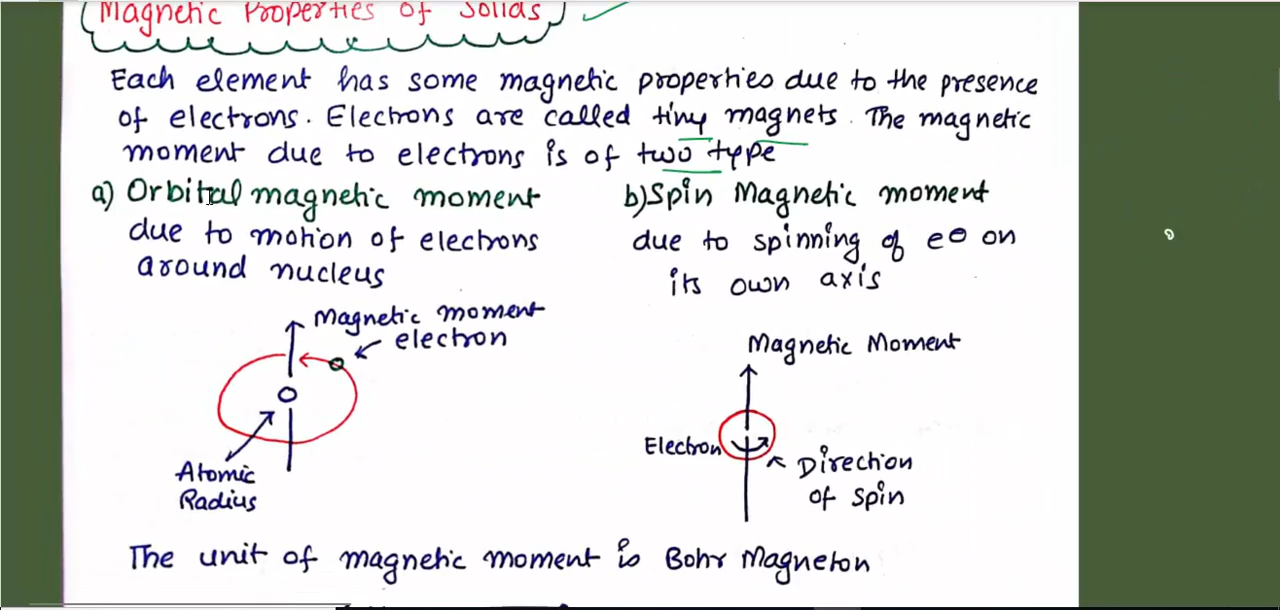 Magnetic Properties of Solids
Each element has some magnetic properties due to the presence
of electrons. Electrons are called tiny magnets. The magnetic
moment due to electrons is of two type
a) Orbital magnetic moment
due to motion of electrons
around nucleus
Magnetic moment
electron
Atomic
Radius
b) Spin Magnetic moment
due to spinning of e⊖ on
its own axis
Magnetic Moment
Electron
Direction
of spin
The unit of magnetic moment is Bohr Magneton